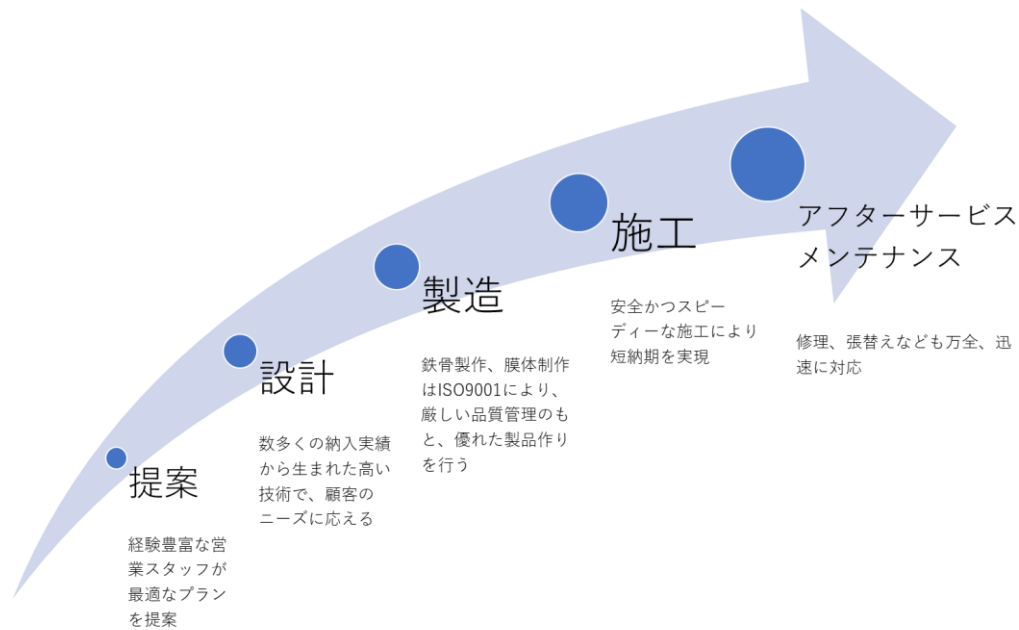 提案
経験豊富な営
業スタッフが
最適なプラン
を提案
設計
数多くの納入実績
から生まれた高い
技術で、顧客の
ニーズに応える
製造
鉄骨製作、膜体制作
はISO9001により、
厳しい品質管理のも
と、優れた製品作り
を行う
施工
安全かつスピー
ディーな施工により
短納期を実現
アフターサービス
メンテナンス
修理、張替えなども万全、迅
速に対応